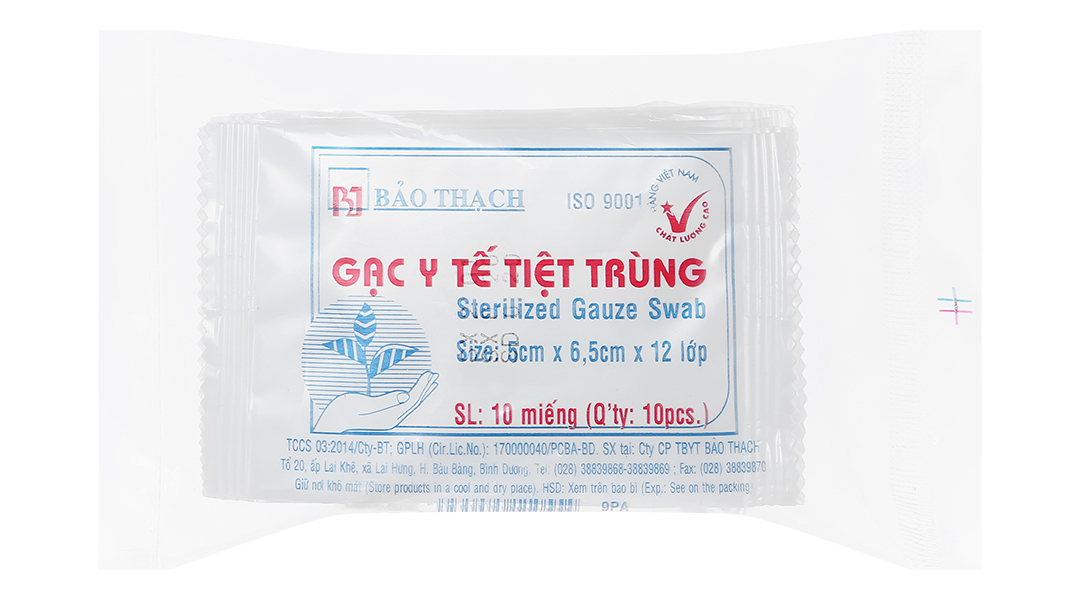 BẢO THẠCH
ISO 9001
HÀNG VIỆT NAM
CHẤT LƯỢNG CAO
GẠC Y TẾ TIỆT TRÙNG
Sterilized Gauze Swab
Size: 5cm x 6,5cm x 12 lớp
SL: 10 miếng (Q'ty: 10pcs.)
TCCS 03:2014/Cty-BT; GPLH (Cir.Lic.No.): 170000040/PCBA-BD. SX tại: Cty CP TBYT BẢO THẠCH
Tổ 20, ấp Lai Khê, xã Lai Hưng, H. Bàu Bàng, Bình Dương. Tel: (028) 38839868-38839869 ; Fax: (028) 38839870
Giữ nơi khô mát (Store products in a cool and dry place). HSD: Xem trên bao bì (Exp.: See on the packing)
9PA